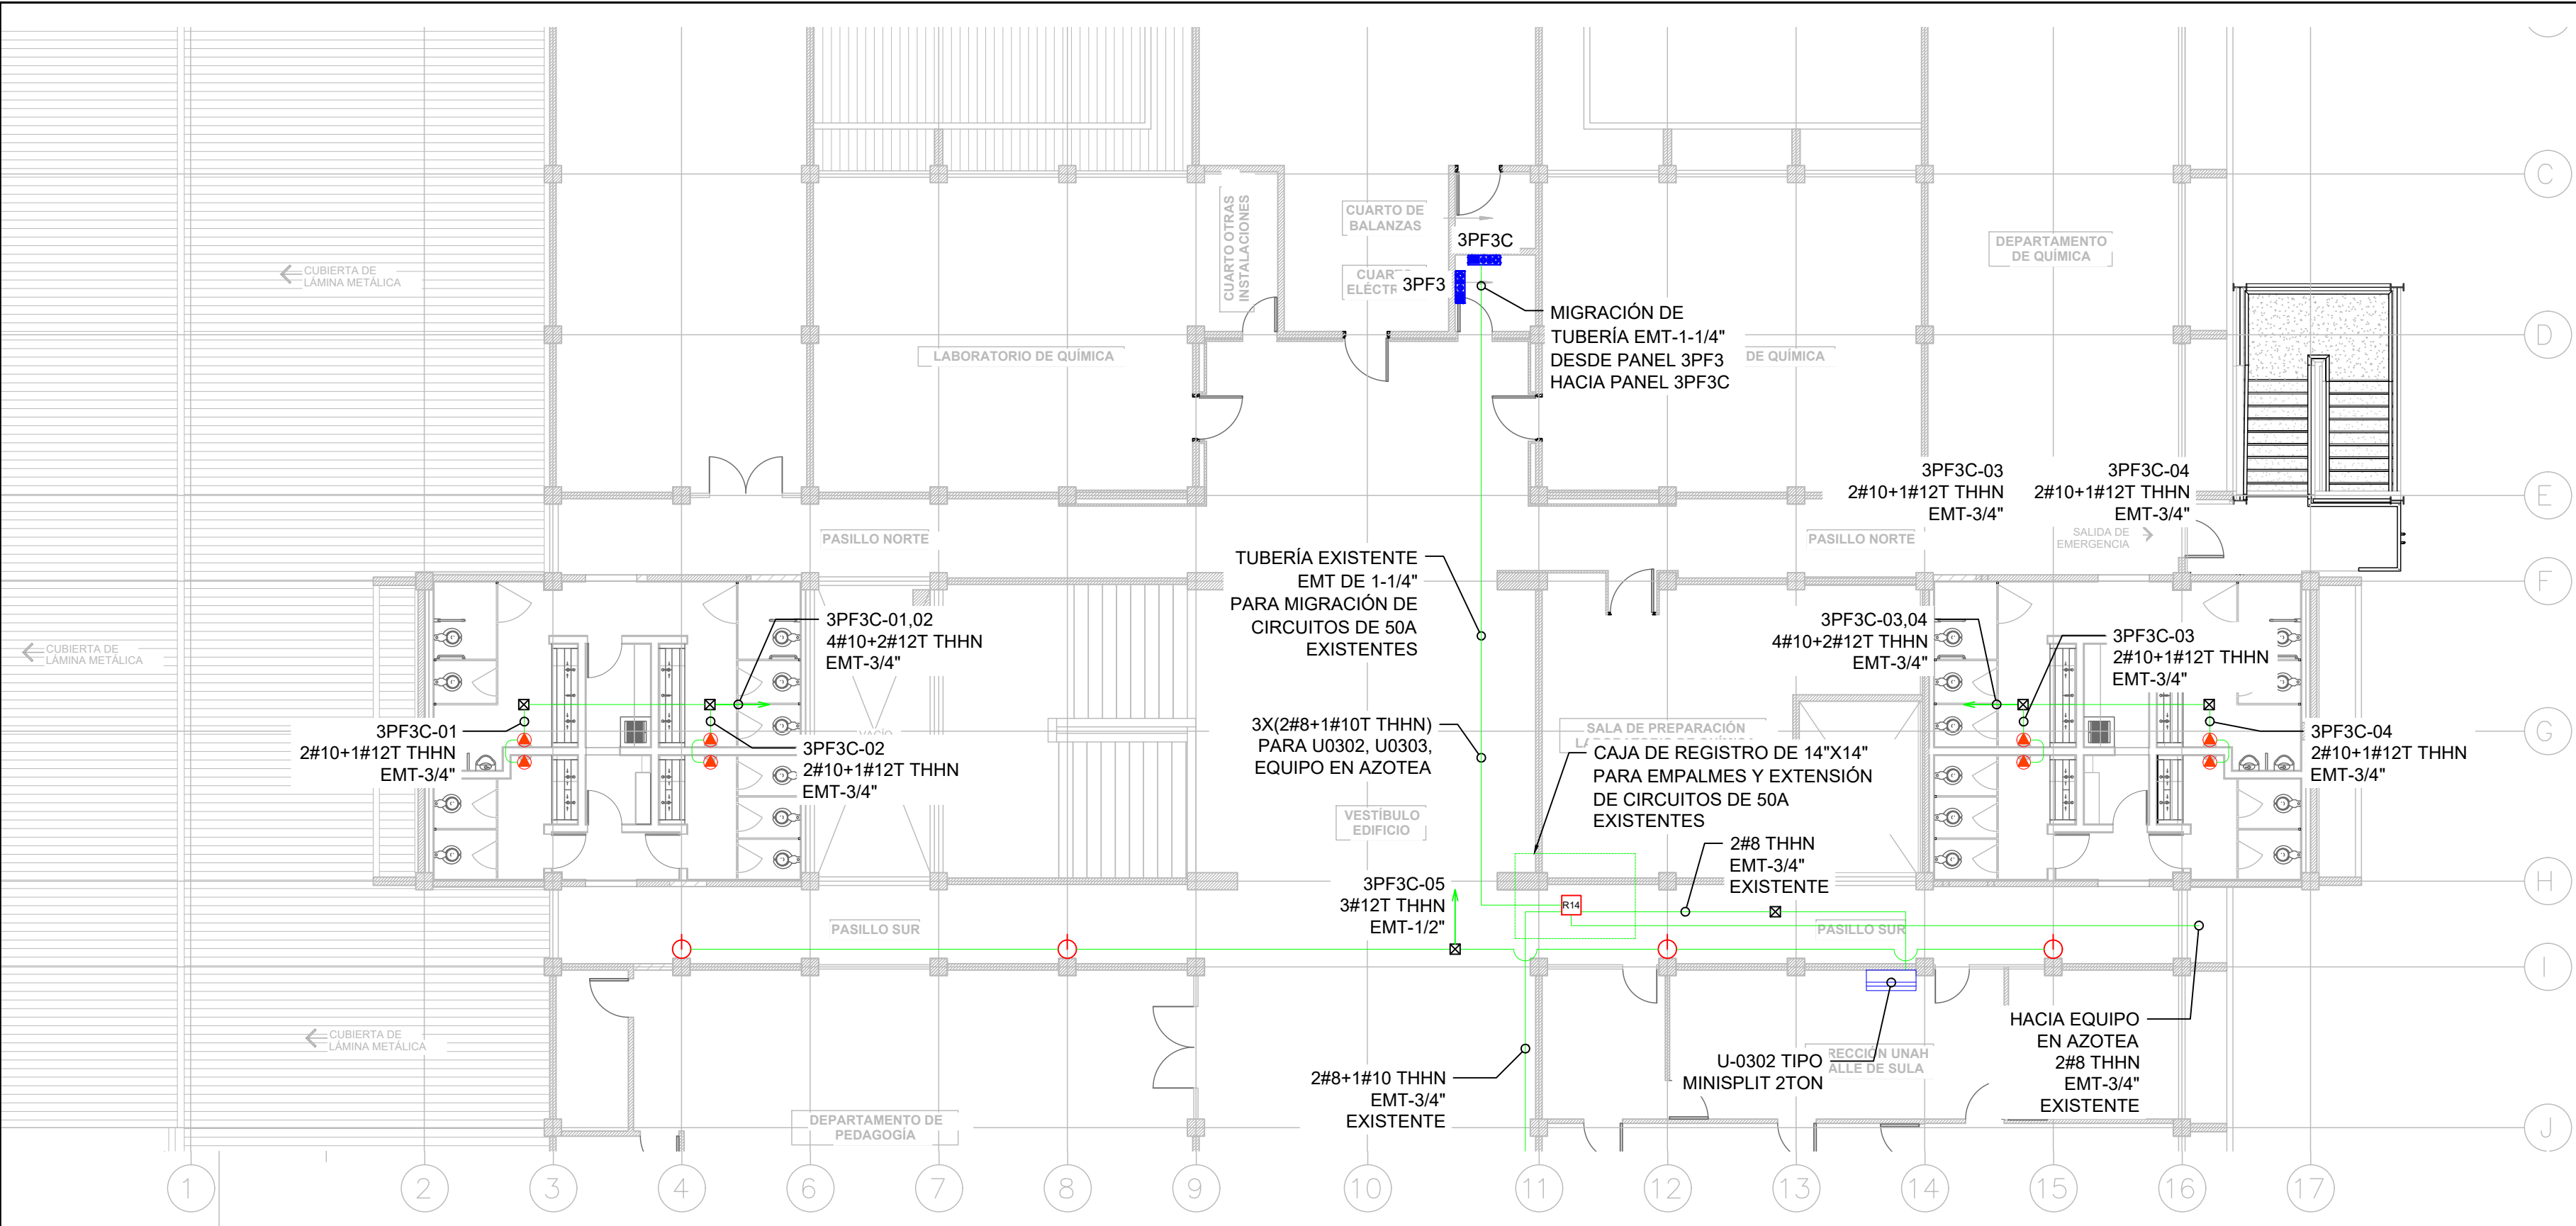 C
D
E
F
G
H
I
J
1
2
3
4
6
7
8
9
10
11
12
13
14
15
16
17
CUARTO OTRAS
INSTALACIONES
CUARTO DE
BALANZAS
3PF3C
3PF3
MIGRACIÓN DE
TUBERÍA EMT-1-1/4"
DESDE PANEL 3PF3
HACIA PANEL 3PF3C
DE QUÍMICA
DEPARTAMENTO
DE QUÍMICA
CUBIERTA DE
LÁMINA METÁLICA
LABORATORIO DE QUÍMICA
3PF3C-03
2#10+1#12T THHN
EMT-3/4"
3PF3C-04
2#10+1#12T THHN
EMT-3/4"
SALIDA DE
EMERGENCIA
PASILLO NORTE
PASILLO NORTE
TUBERÍA EXISTENTE
EMT DE 1-1/4"
PARA MIGRACIÓN DE
CIRCUITOS DE 50A
EXISTENTES
3PF3C-01,02
4#10+2#12T THHN
EMT-3/4"
3PF3C-03,04
4#10+2#12T THHN
EMT-3/4"
3PF3C-03
2#10+1#12T THHN
EMT-3/4"
CUBIERTA DE
LÁMINA METÁLICA
3PF3C-01
2#10+1#12T THHN
EMT-3/4"
3PF3C-02
2#10+1#12T THHN
EMT-3/4"
3X(2#8+1#10T THHN)
PARA U0302, U0303,
EQUIPO EN AZOTEA
SALA DE PREPARACIÓN
CAJA DE REGISTRO DE 14"X14"
PARA EMPALMES Y EXTENSIÓN
DE CIRCUITOS DE 50A
EXISTENTES
3PF3C-04
2#10+1#12T THHN
EMT-3/4"
VESTÍBULO
EDIFICIO
2#8 THHN
EMT-3/4"
EXISTENTE
3PF3C-05
3#12T THHN
EMT-1/2"
R14
PASILLO SUR
PASILLO SUR
CUBIERTA DE
LÁMINA METÁLICA
2#8+1#10 THHN
EMT-3/4"
EXISTENTE
U-0302 TIPO
MINISPLIT 2TON
RECCIÓN UNAH
ALLE DE SULA
HACIA EQUIPO
EN AZOTEA
2#8 THHN
EMT-3/4"
EXISTENTE
DEPARTAMENTO DE
PEDAGOGÍA